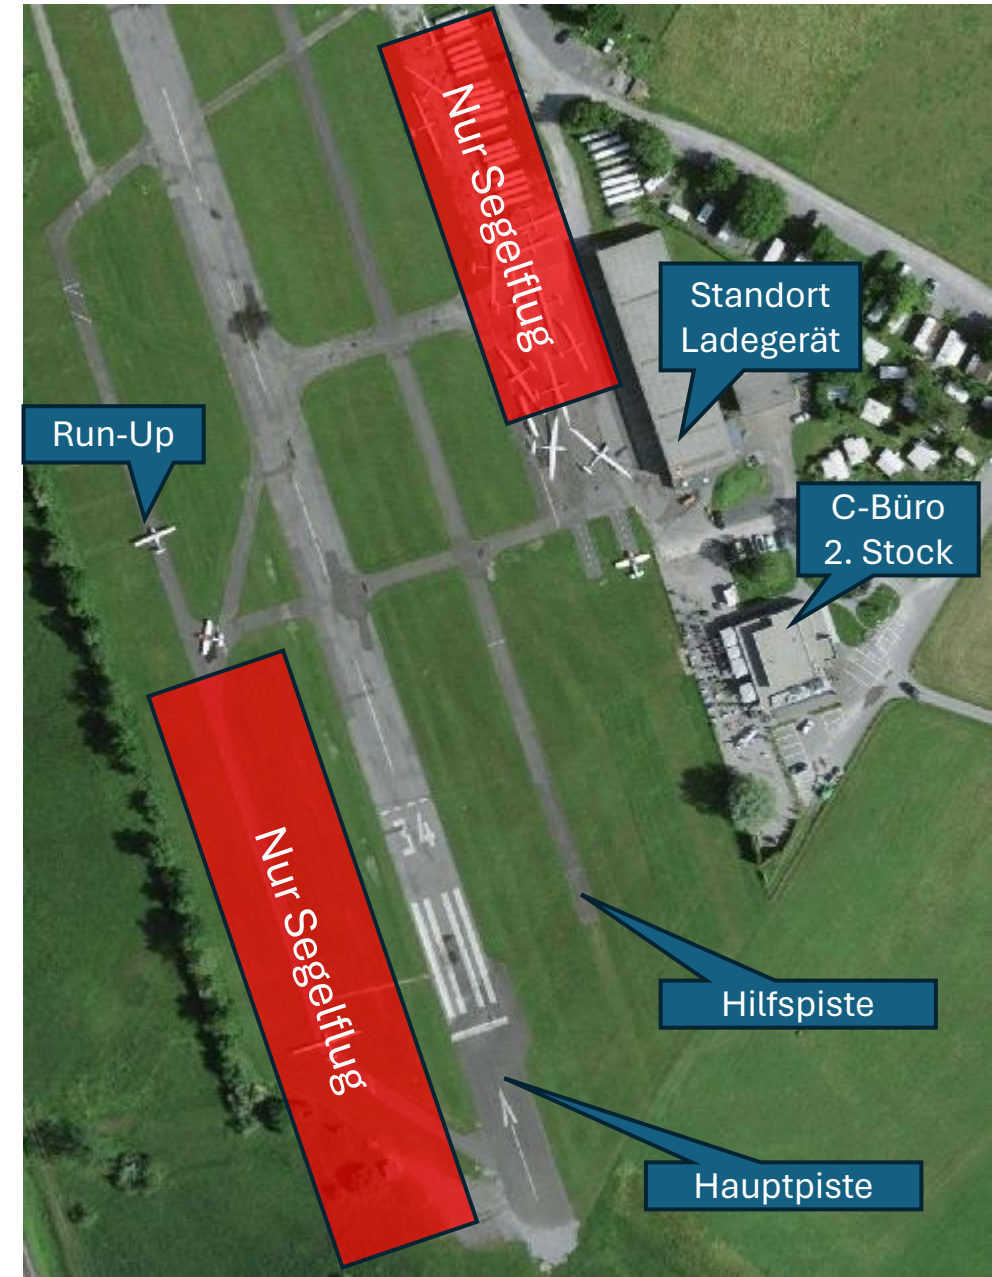 Nur Segelflug
Standort
Ladegerät
Run-Up
C-Büro
2. Stock
Nur Segelflug
34
Hilfspiste
Hauptpiste